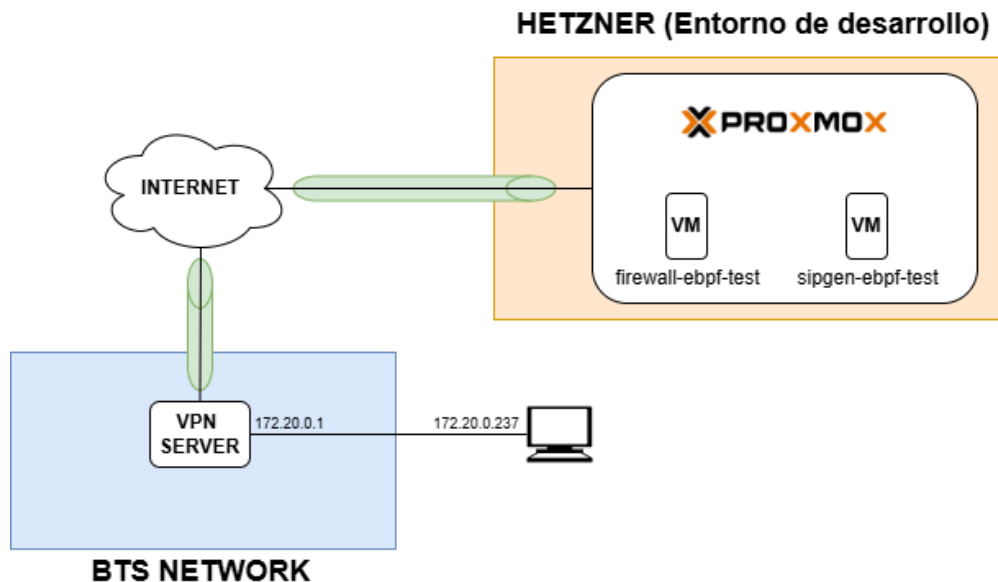 HETZNER (Entorno de desarrollo)
PROXMOX
INTERNET
VM
VM
firewall-ebpf-test
sipgen-ebpf-test
VPN
SERVER
172.20.0.1
172.20.0.237
BTS NETWORK